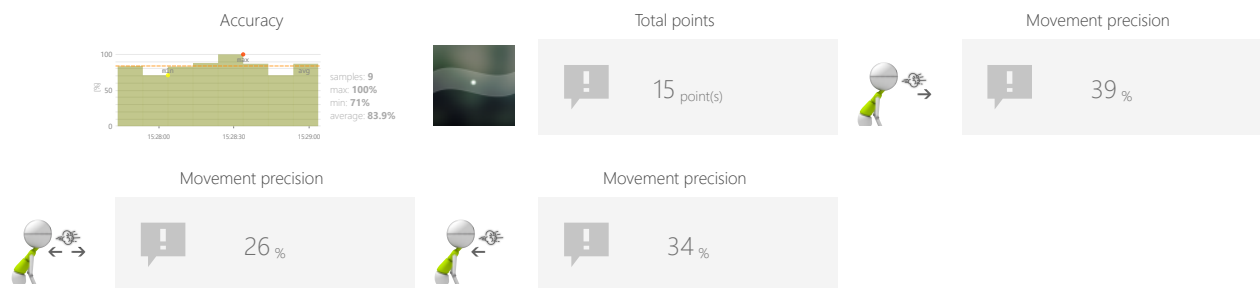 Accuracy
Total points
Movement precision
100
max
min
avg
[%]
50
0
15:28:00
15:28:30
15:29:00
samples: 9
max: 100%
min: 71%
average: 83.9%
15 point(s)
39 %
Movement precision
Movement precision
26 %
34 %